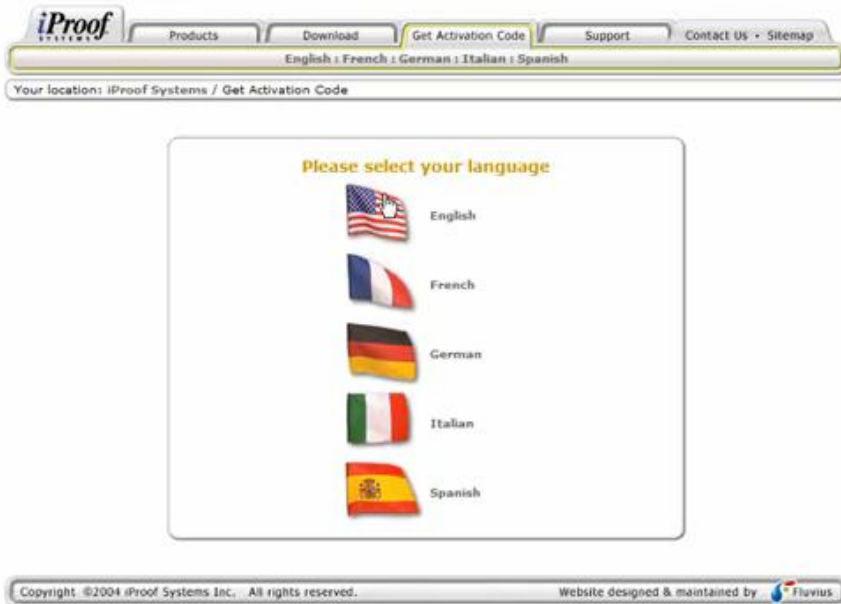 iProof
SYSTEMS
Products Download Get Activation Code Support Contact Us • Sitemap
English : French : German : Italian : Spanish
Your location: iProof Systems / Get Activation Code
Please select your language
English
French
German
Italian
Spanish
Copyright ©2004 iProof Systems Inc. All rights reserved. Website designed & maintained by Fluvius